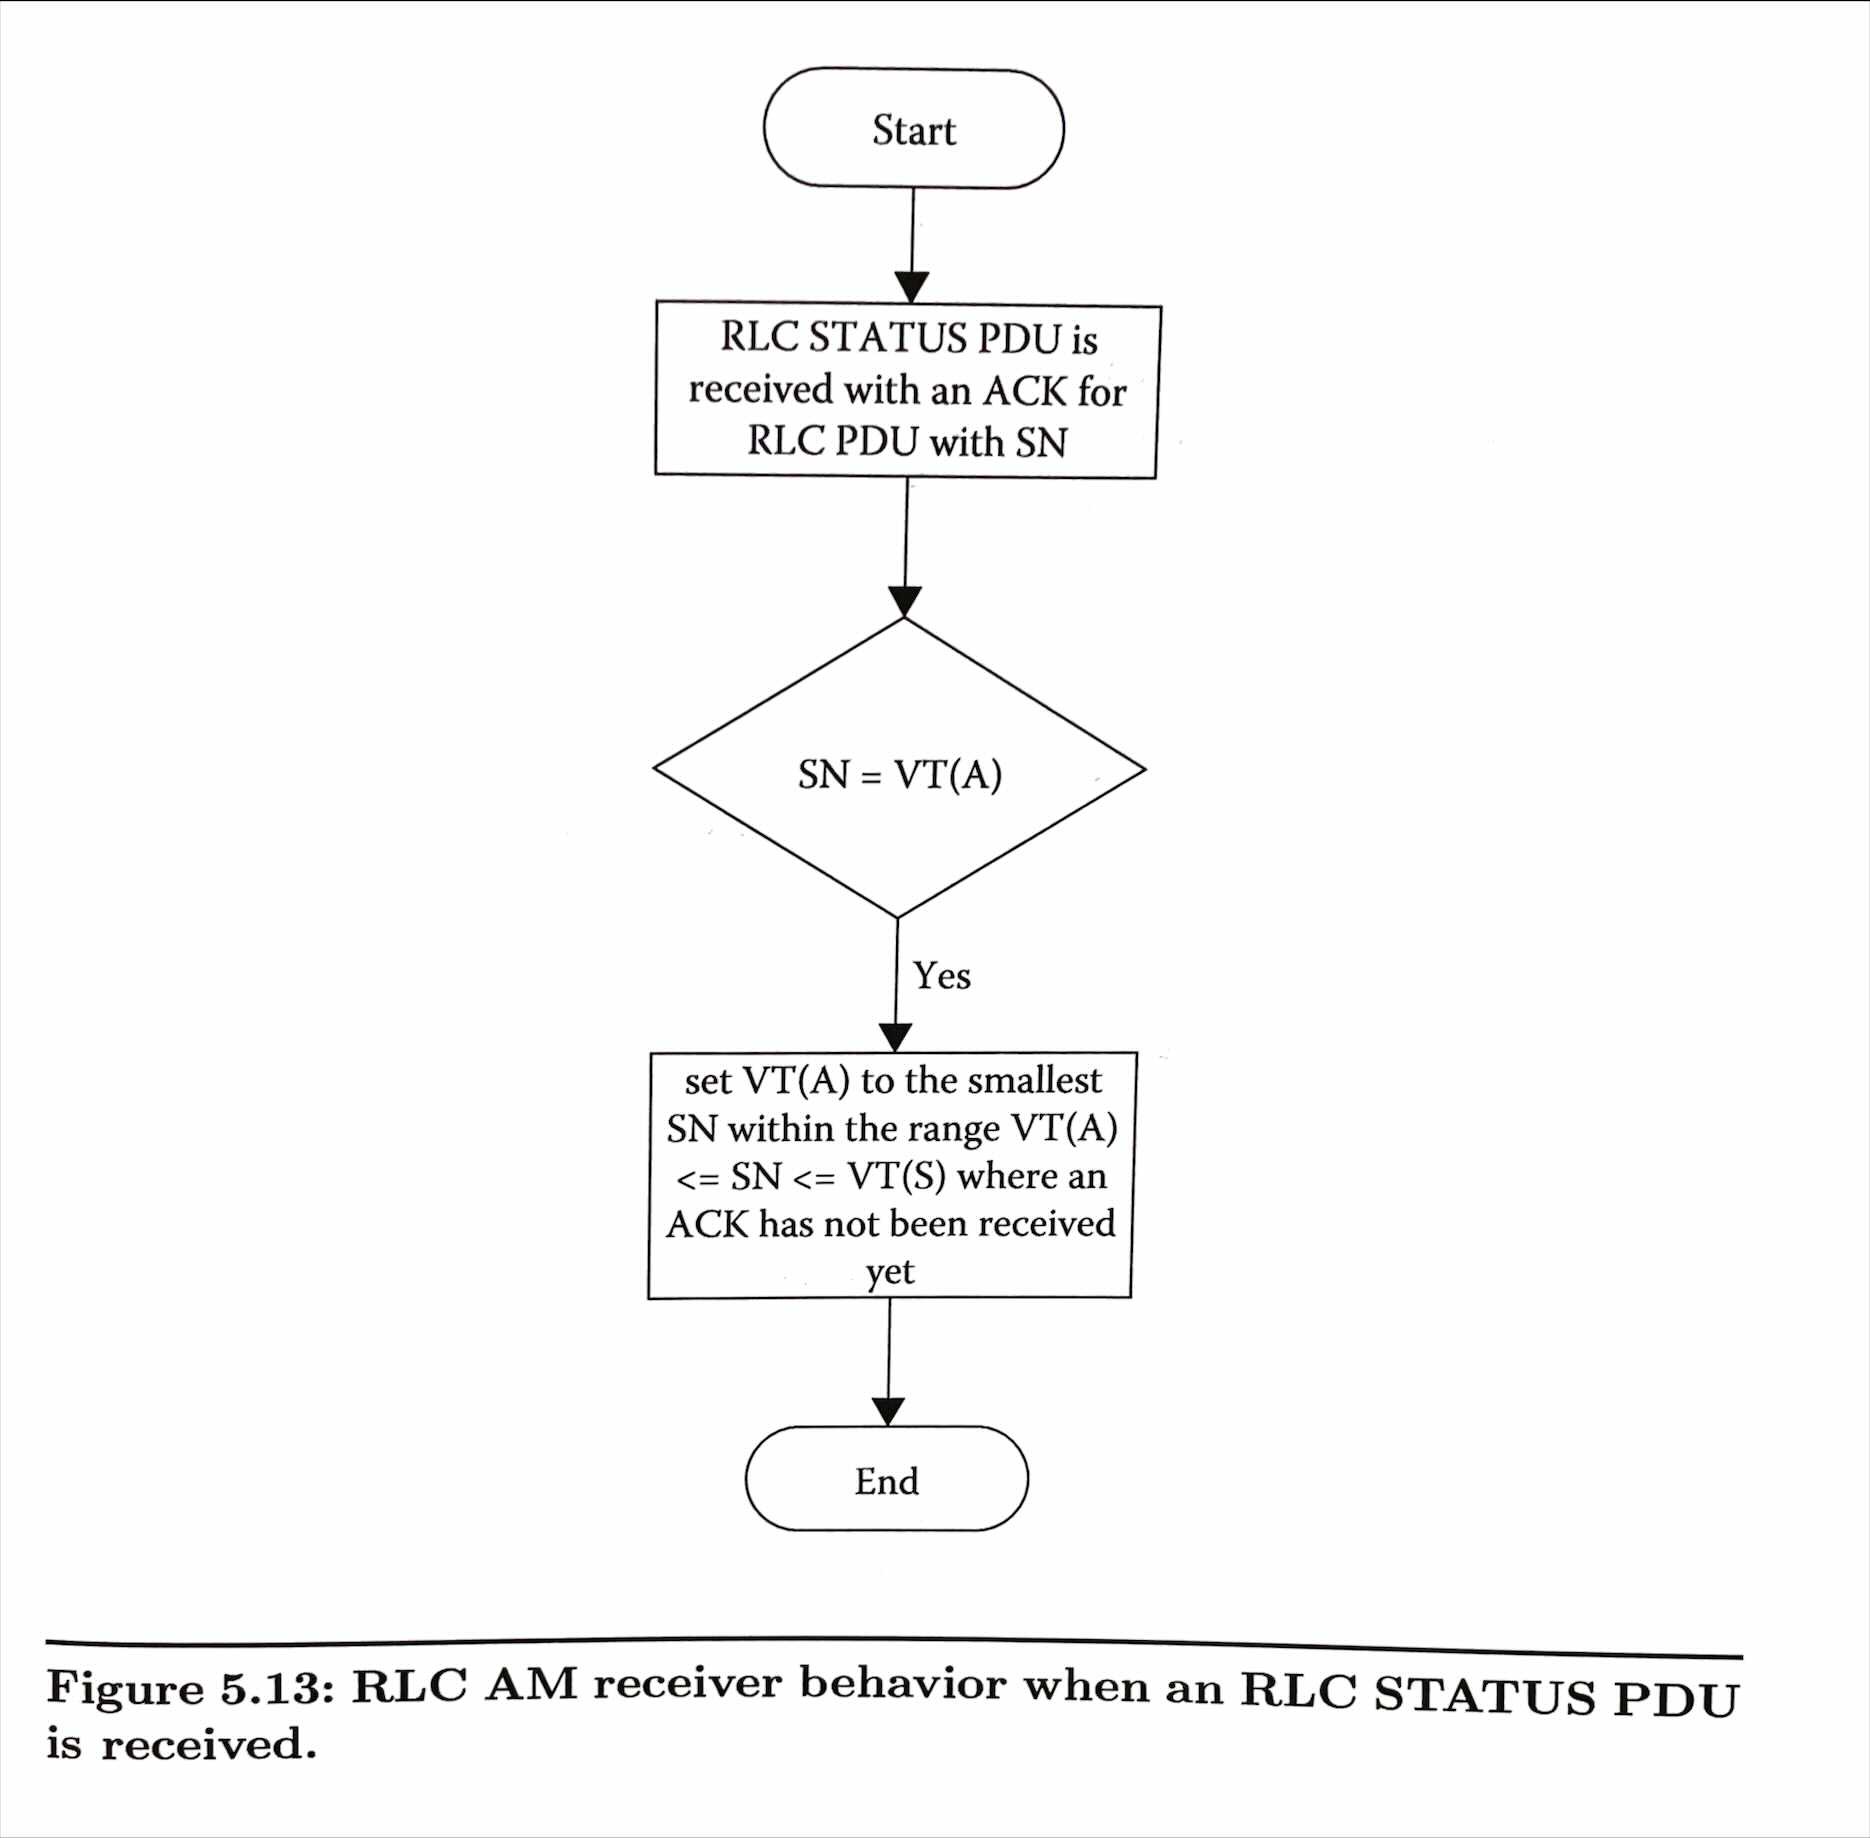 Start
RLC STATUS PDU is
received with an ACK for
RLC PDU with SN
SN = VT(A)
Yes
set VT(A) to the smallest
SN within the range VT(A)
<= SN <= VT(S) where an
ACK has not been received
yet
End
Figure 5.13: RLC AM receiver behavior when an RLC STATUS PDU
is received.